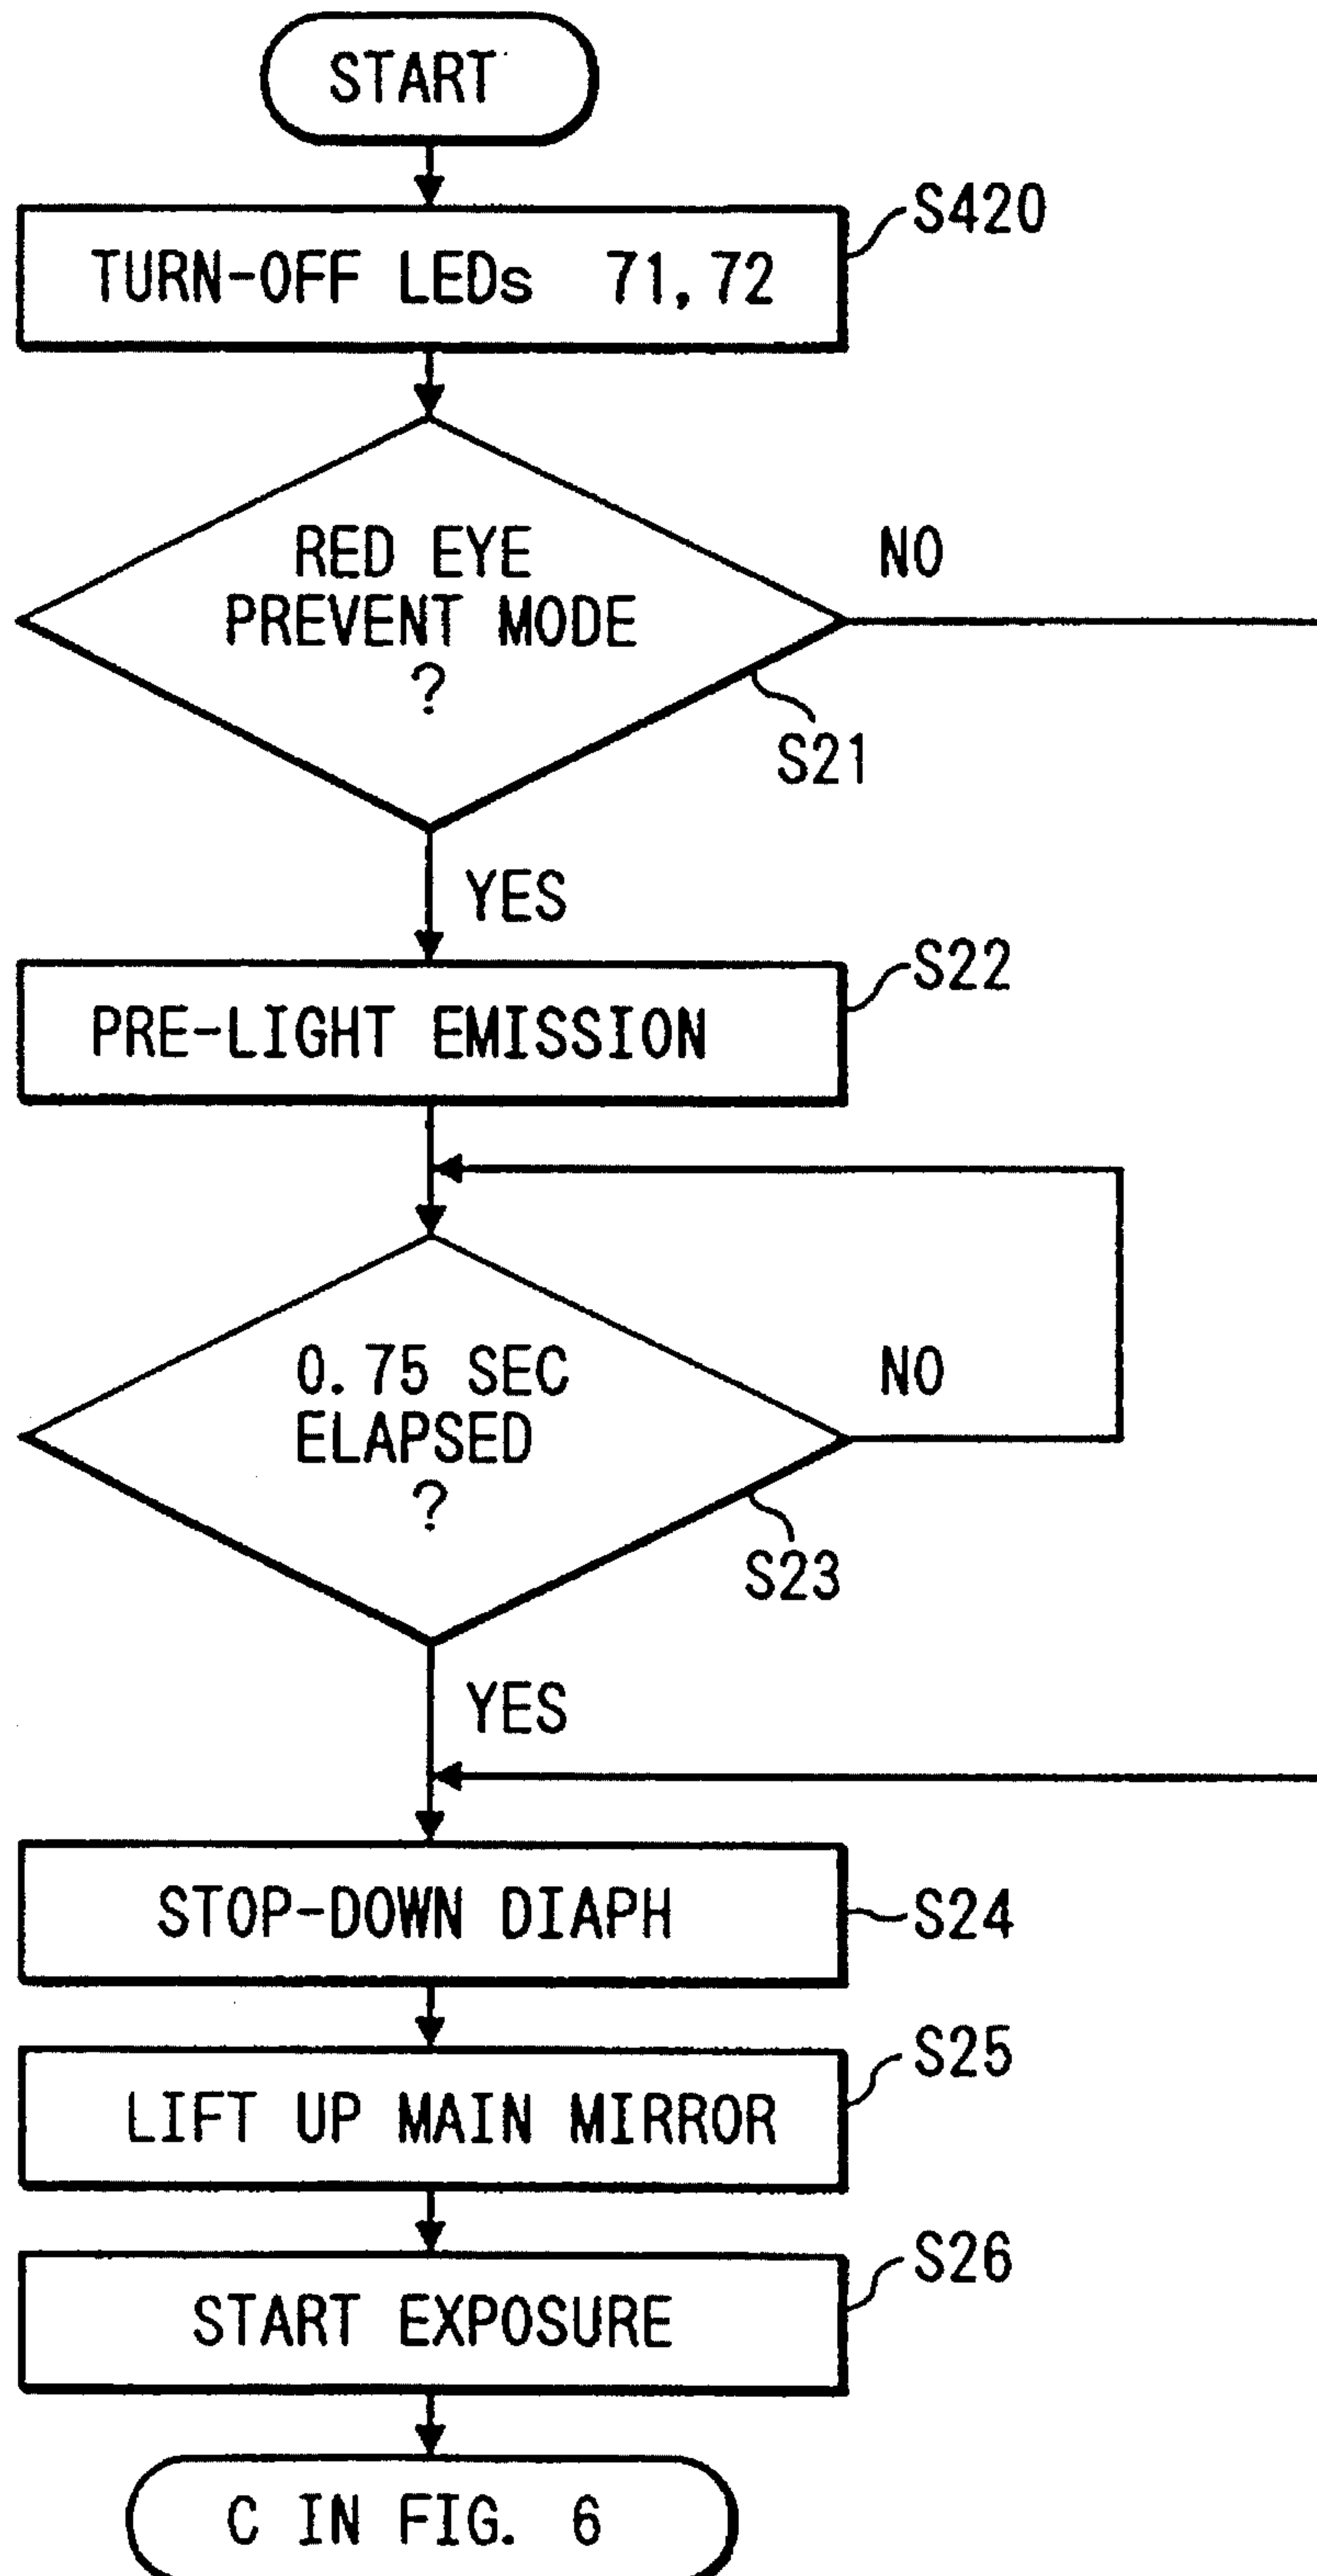 START
S420
TURN-OFF LEDs 71, 72
RED EYE
PREVENT MODE
?
NO
S21
YES
S22
PRE-LIGHT EMISSION
0.75 SEC
ELAPSED
?
NO
S23
YES
STOP-DOWN DIAPH
S24
S25
LIFT UP MAIN MIRROR
S26
START EXPOSURE
C IN FIG. 6